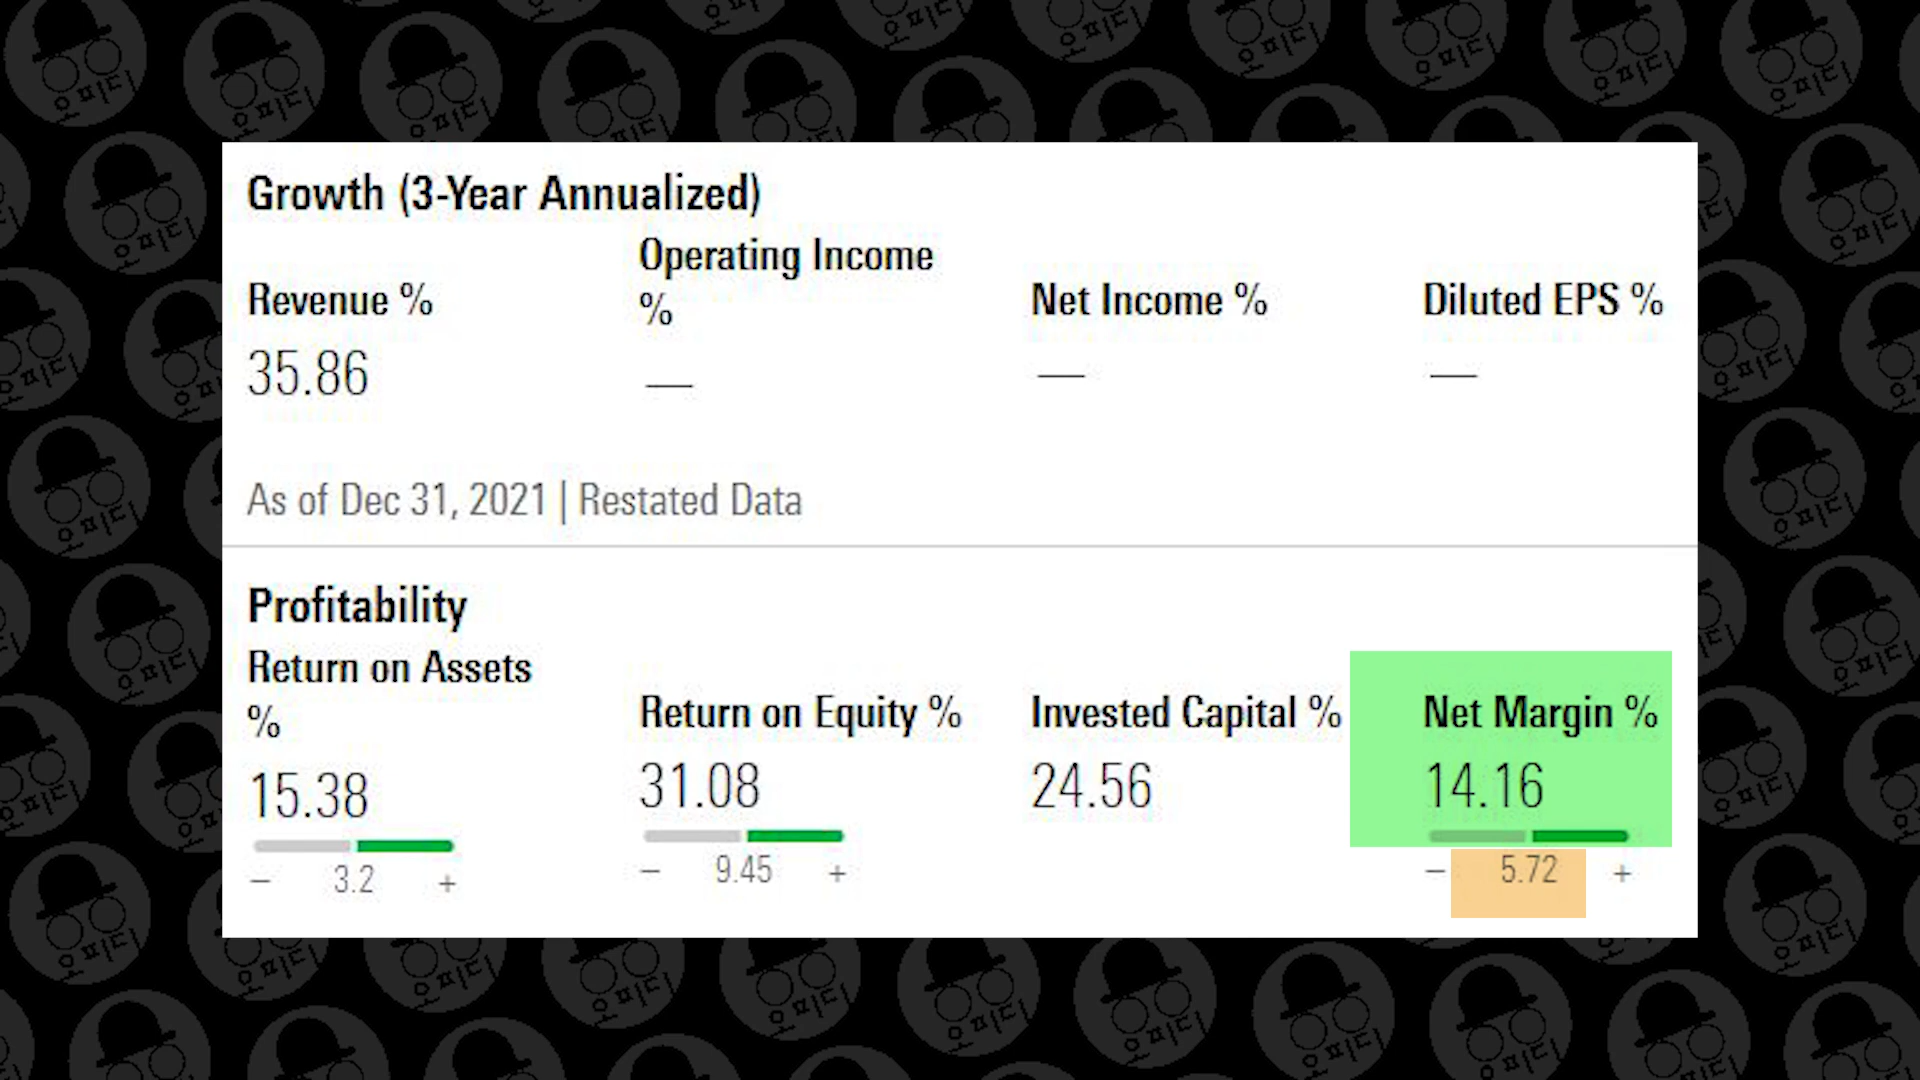 Growth (3-Year Annualized)
Revenue %
Operating Income
%
Net Income %
Diluted EPS %
35.86
—
—
—
As of Dec 31, 2021 | Restated Data
Profitability
Return on Assets
%
Return on Equity %
Invested Capital %
Net Margin %
15.38
31.08
24.56
14.16
– 3.2 +
– 9.45 +
– 5.72 +